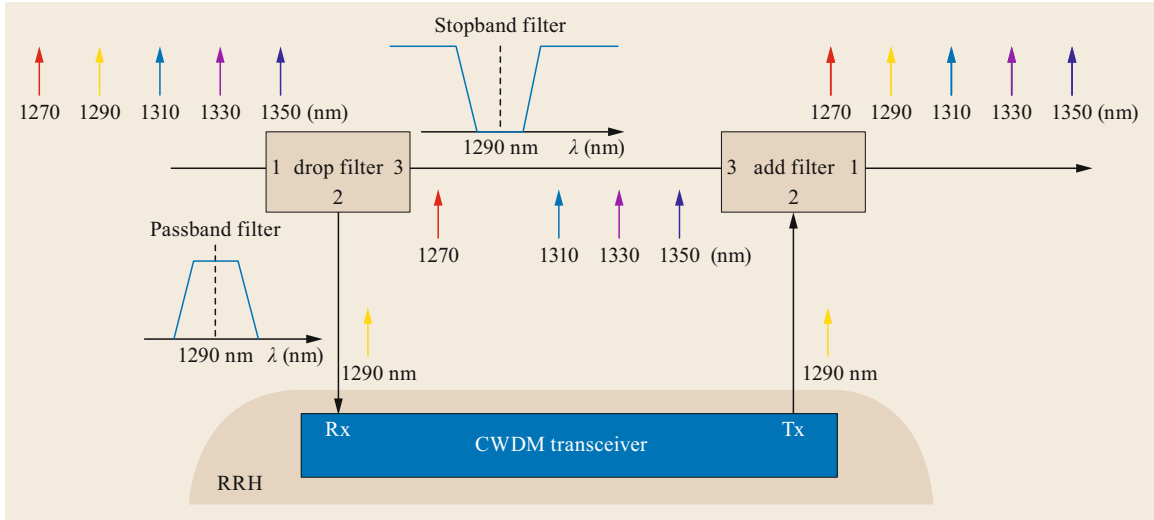 Stopband filter
1270 1290 1310 1330 1350 (nm)
1270 1290 1310 1330 1350 (nm)
1290 nm λ (nm)
1 drop filter 3
2
3 add filter 1
2
1270 1310 1330 1350 (nm)
Passband filter
1290 nm λ (nm)
1290 nm
1290 nm
Rx
CWDM transceiver
Tx
RRH